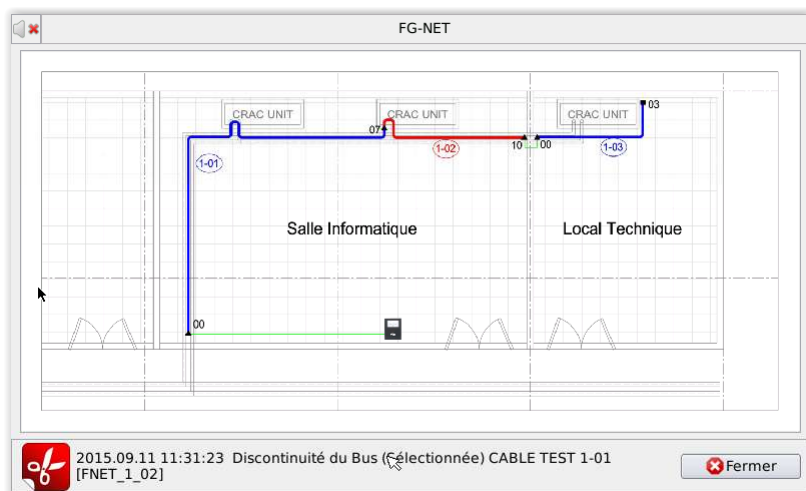 FG-NET
CRAC UNIT CRAC UNIT CRAC UNIT
03
07
1-01 1-02 10 00 1-03
Salle Informatique Local Technique
00
2015.09.11 11:31:23 Discontinuité du Bus (Sélectionnée) CABLE TEST 1-01
[FNET_1_02]
Fermer